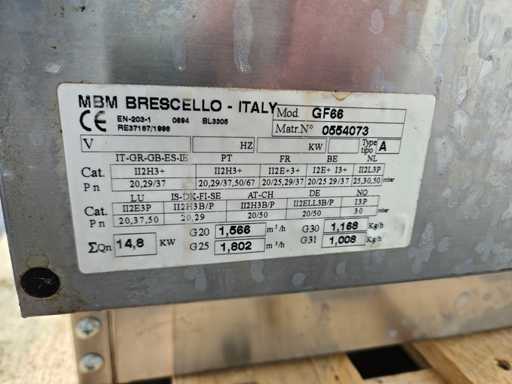 MBM BRESCELLO - ITALY
CE EN-203-1 0694 BL3305
RE37187/1996
Mod. GF66
Matr.N° 0554073
V HZ KW Type tipo A
IT-GR-GB-ES-IE PT FR BE NL
Cat. II2H3+ II2H3+ II2E+3+ I2E+ I3+ II2L3P
Pn 20,29/37 20,29/37,50/67 20/25,29/37 20/25 29/37 25,30,50 mbar
LU IS-DK-FI-SE AT-CH DE NO
Cat. II2E3P II2H3B/P II2H3B/P II2ELL3B/P I3P
Pn 20,37,50 20,29 20/50 20/50 30 mbar
ΣQn 14,8 KW G20 1,566 m³/h G30 1,168 Kg/h
G25 1,802 m³/h G31 1,008 Kg/h